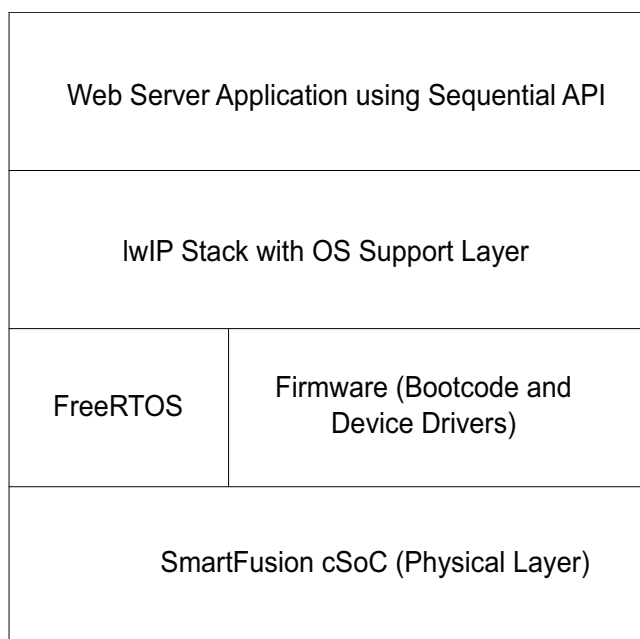 Web Server Application using Sequential API
lwIP Stack with OS Support Layer
FreeRTOS
Firmware (Bootcode and
Device Drivers)
SmartFusion cSoC (Physical Layer)